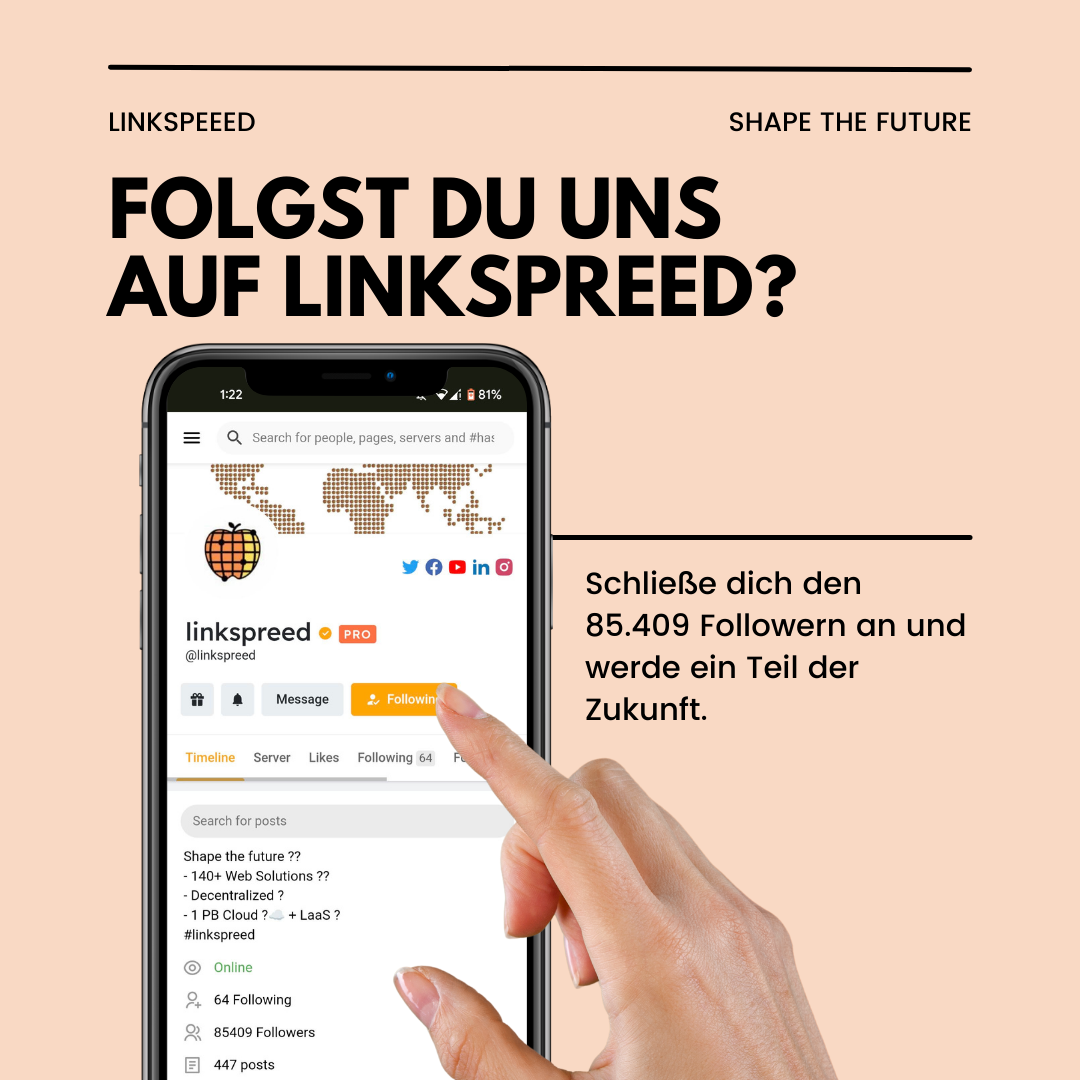 LINKSPEEED
SHAPE THE FUTURE
FOLGST DU UNS
AUF LINKSPREED?
1:22
81%
Search for people, pages, servers and #has
linkspreed PRO
@linkspreed
Message
Followin
Timeline Server Likes Following 64
Search for posts
Shape the future ??
- 140+ Web Solutions ??
- Decentralized ?
- 1 PB Cloud ?☁️ + LaaS ?
#linkspreed
Online
64 Following
85409 Followers
447 posts
Schließe dich den
85.409 Followern an und
werde ein Teil der
Zukunft.